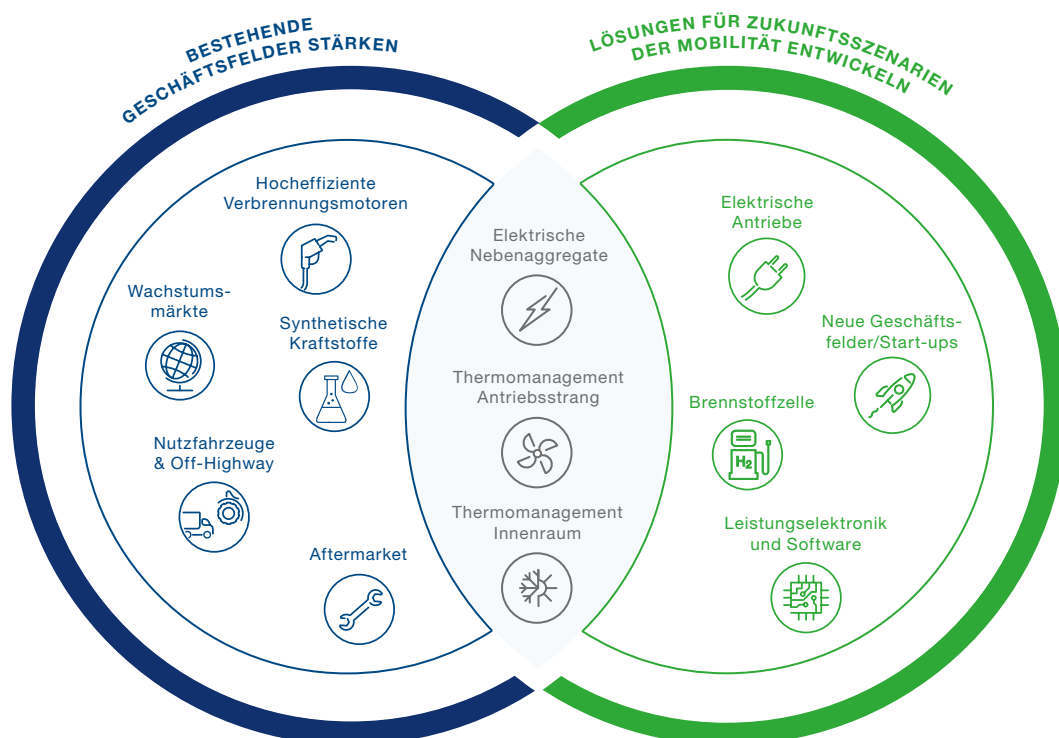 BESTEHENDE
GESCHÄFTSFELDER STÄRKEN
LÖSUNGEN FÜR ZUKUNFTSSZENARIEN
DER MOBILITÄT ENTWICKELN
Hocheffiziente
Verbrennungsmotoren
Wachstums-
märkte
Synthetische
Kraftstoffe
Nutzfahrzeuge
& Off-Highway
Aftermarket
Elektrische
Nebenaggregate
Thermomanagement
Antriebsstrang
Thermomanagement
Innenraum
Elektrische
Antriebe
Neue Geschäfts-
felder/Start-ups
Brennstoffzelle
H2
Leistungselektronik
und Software